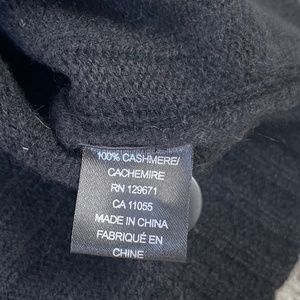 100% CASHMERE/
CACHEMIRE
RN 129671
CA 11055
MADE IN CHINA
FABRIQUÉ EN
CHINE